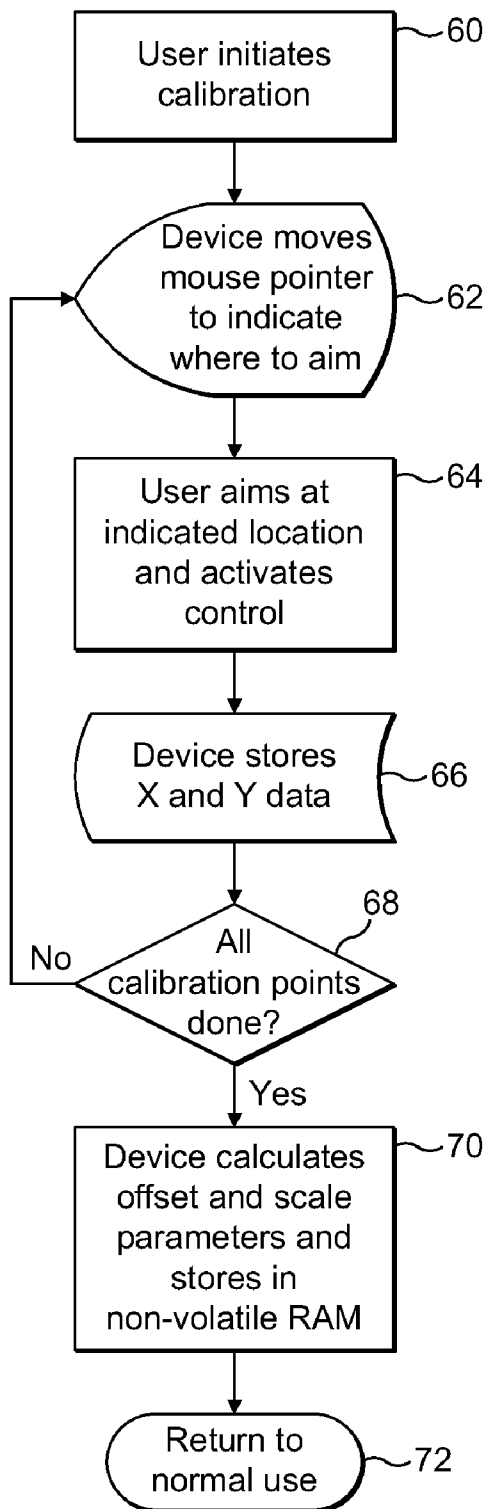 60
User initiates
calibration
Device moves
mouse pointer
to indicate
where to aim
62
64
User aims at
indicated location
and activates
control
Device stores
X and Y data
66
68
All
calibration points
done?
No
Yes
70
Device calculates
offset and scale
parameters and
stores in
non-volatile RAM
Return to
normal use
72